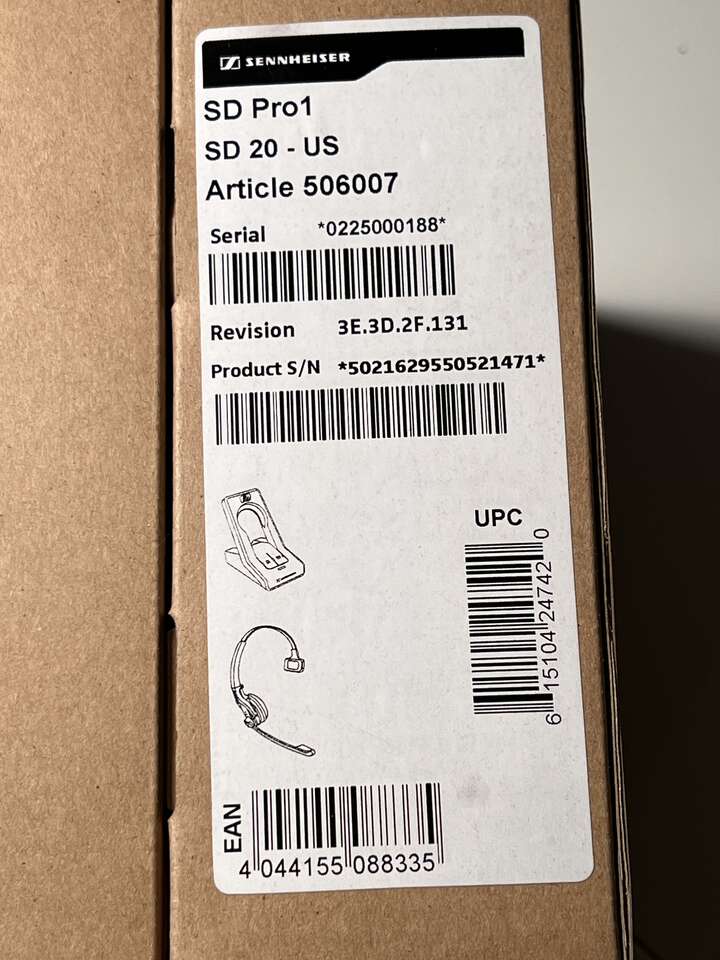 SENNHEISER
SD Pro1
SD 20 - US
Article 506007
Serial *0225000188*
Revision 3E.3D.2F.131
Product S/N *5021629550521471*
UPC
6 15104 24742 0
EAN
4 044155 088335